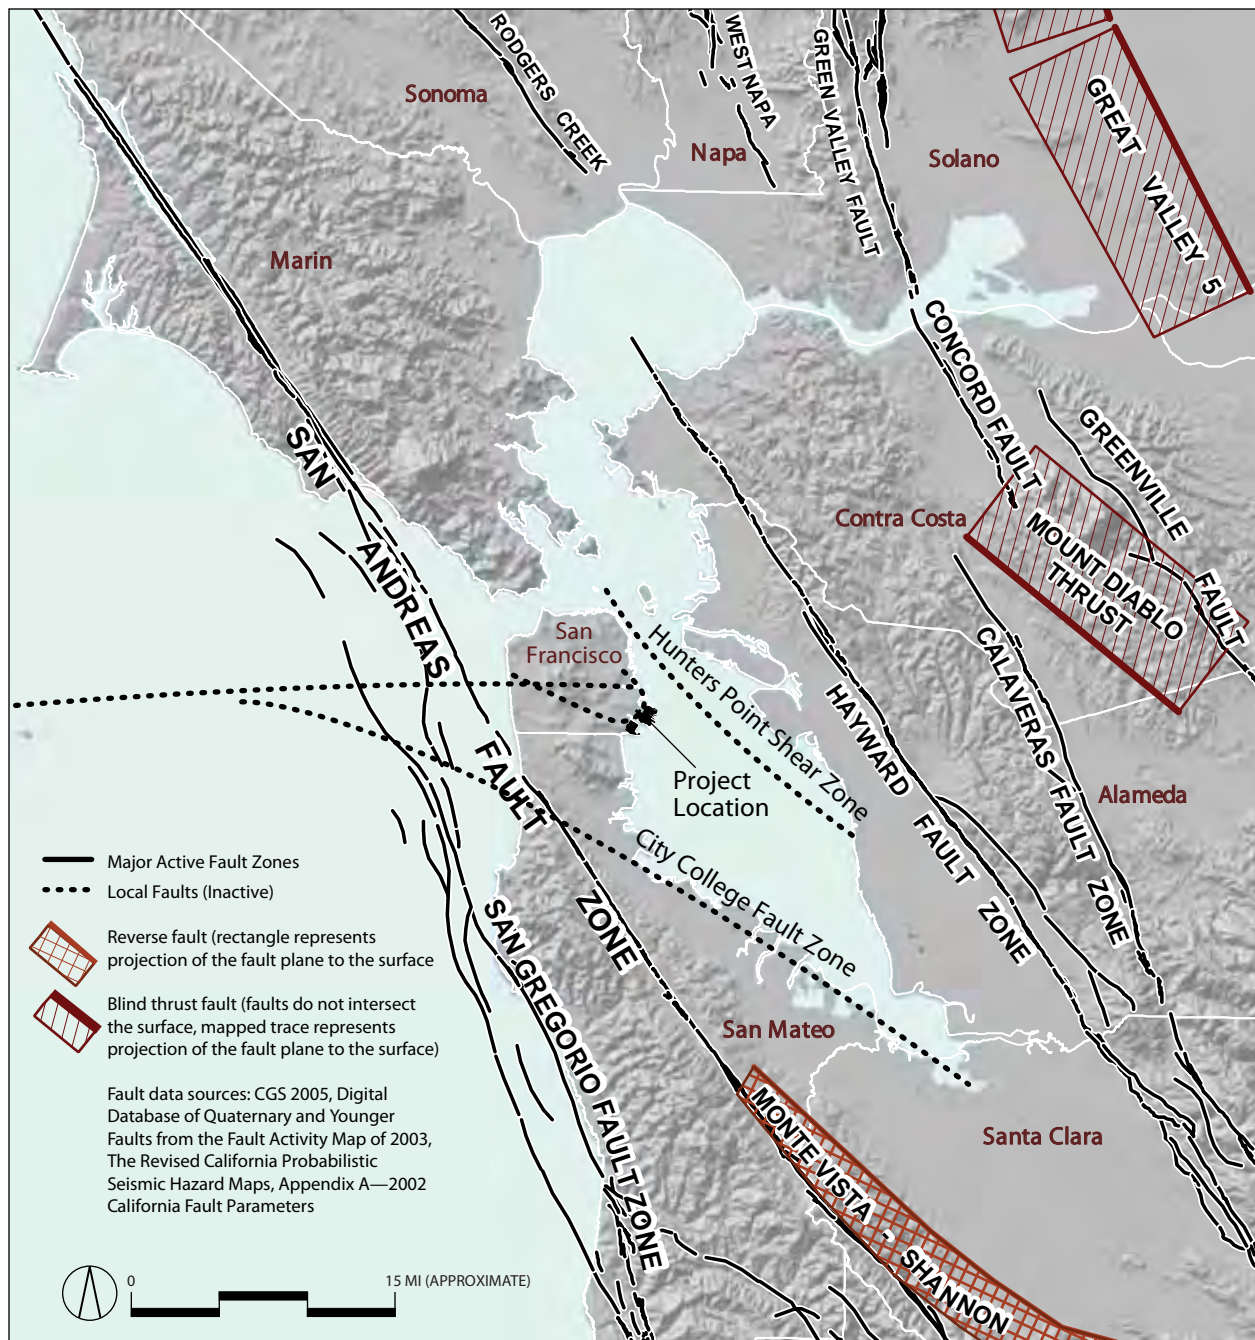 RODGERS CREEK
WEST NAPA
GREEN VALLEY FAULT
GREAT VALLEY 5
Sonoma
Napa
Solano
Marin
CONCORD FAULT
GREENVILLE FAULT
SAN ANDREAS FAULT ZONE
Contra Costa
MOUNT DIABLO
THRUST
San
Francisco
Hunters Point Shear Zone
CALAVERAS FAULT ZONE
HAYWARD FAULT ZONE
Project
Location
Alameda
City College Fault Zone
SAN GREGORIO FAULT ZONE
San Mateo
MONTE VISTA - SHANNON
Santa Clara
Major Active Fault Zones
Local Faults (Inactive)
Reverse fault (rectangle represents
projection of the fault plane to the surface
Blind thrust fault (faults do not intersect
the surface, mapped trace represents
projection of the fault plane to the surface)
Fault data sources: CGS 2005, Digital
Database of Quaternary and Younger
Faults from the Fault Activity Map of 2003,
The Revised California Probabilistic
Seismic Hazard Maps, Appendix A—2002
California Fault Parameters
0
15 MI (APPROXIMATE)